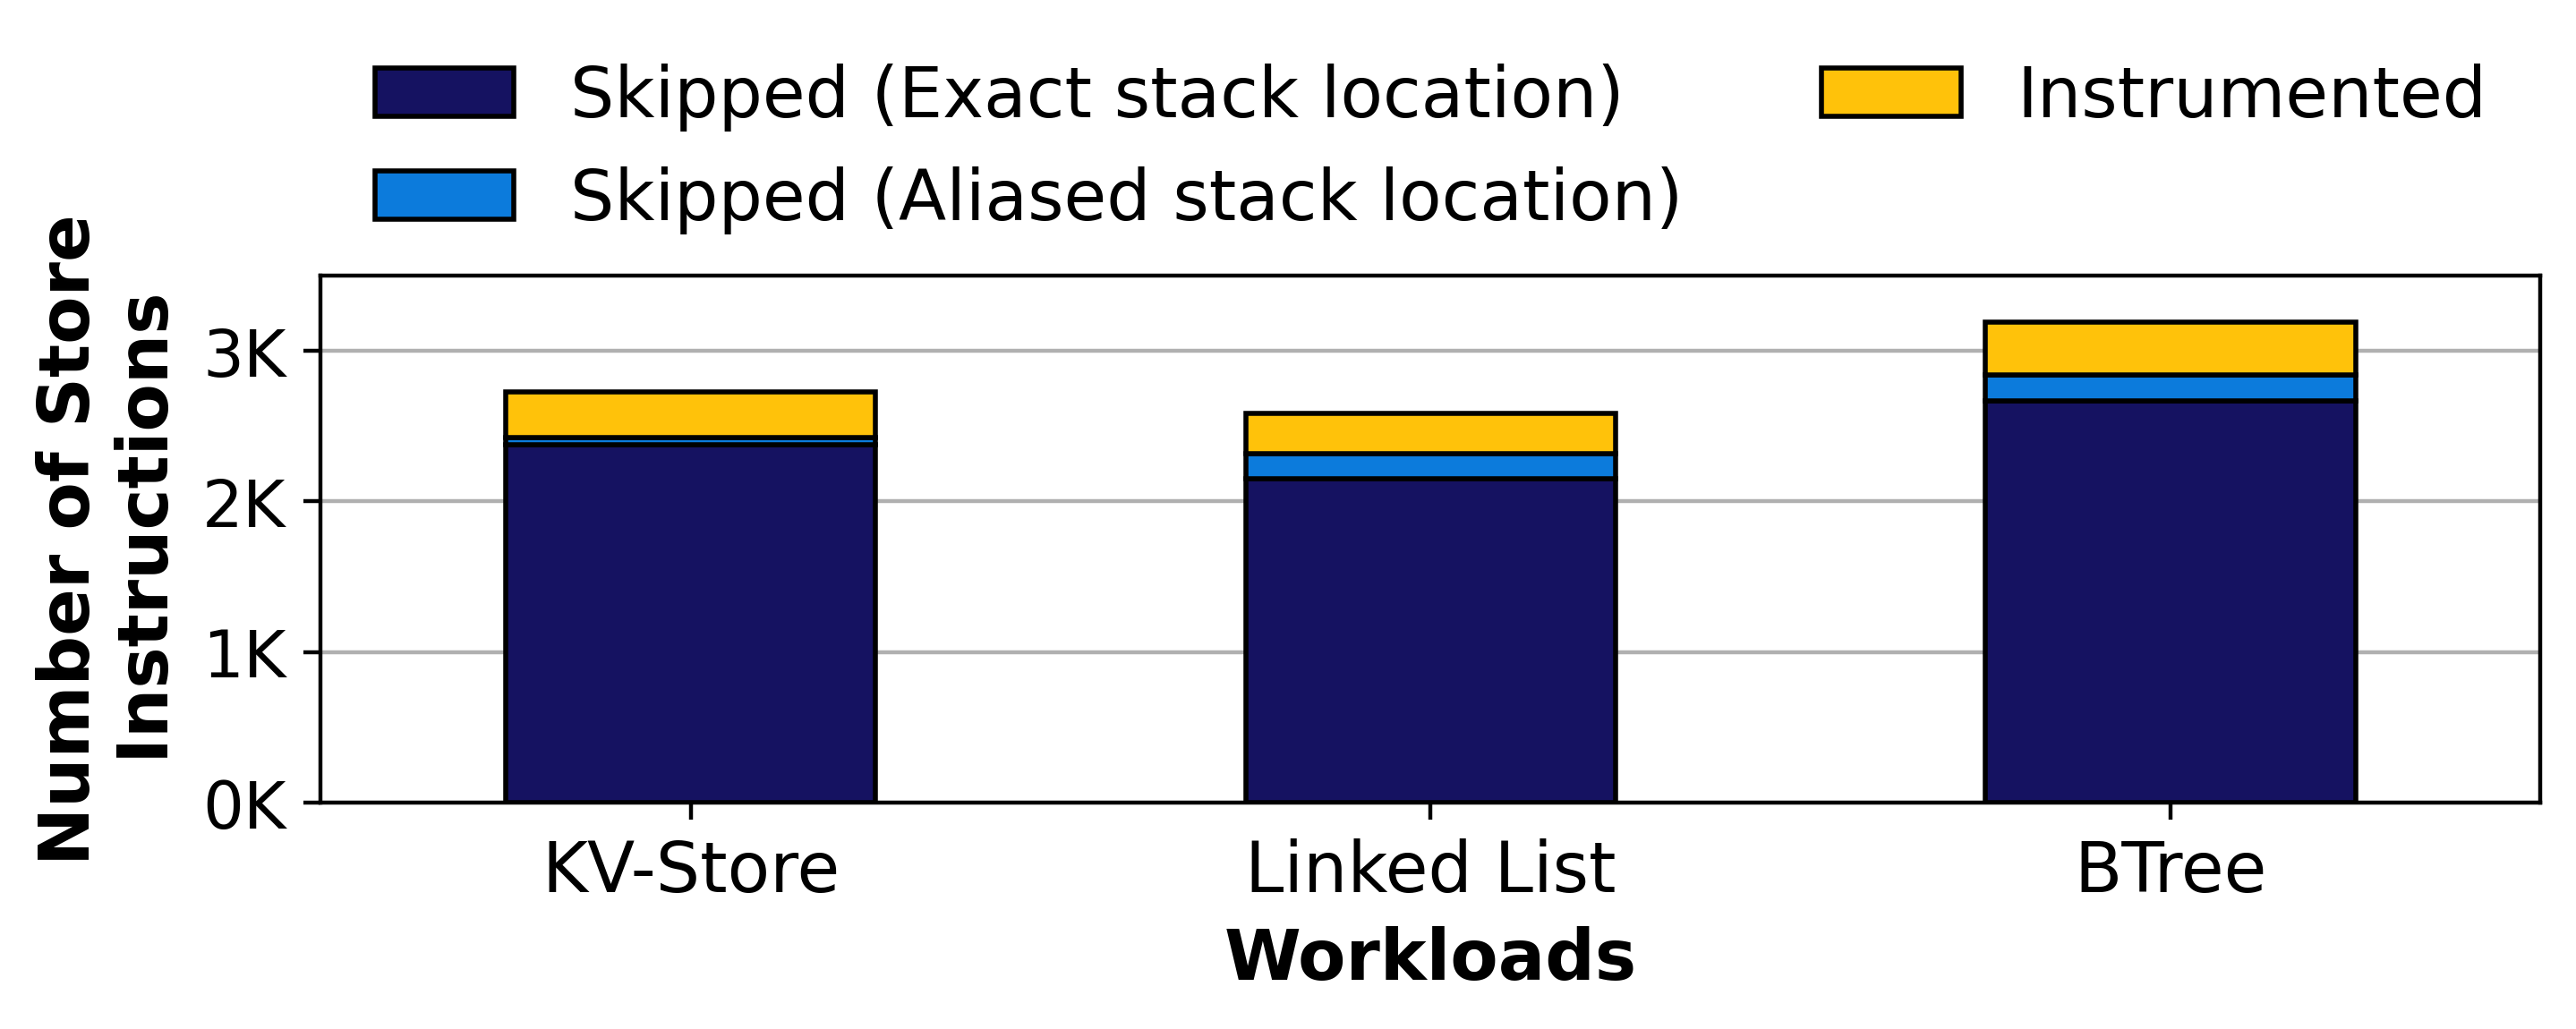 Skipped (Exact stack location)
Skipped (Aliased stack location)
Instrumented
Number of Store
Instructions
3K
2K
1K
0K
KV-Store
Linked List
BTree
Workloads